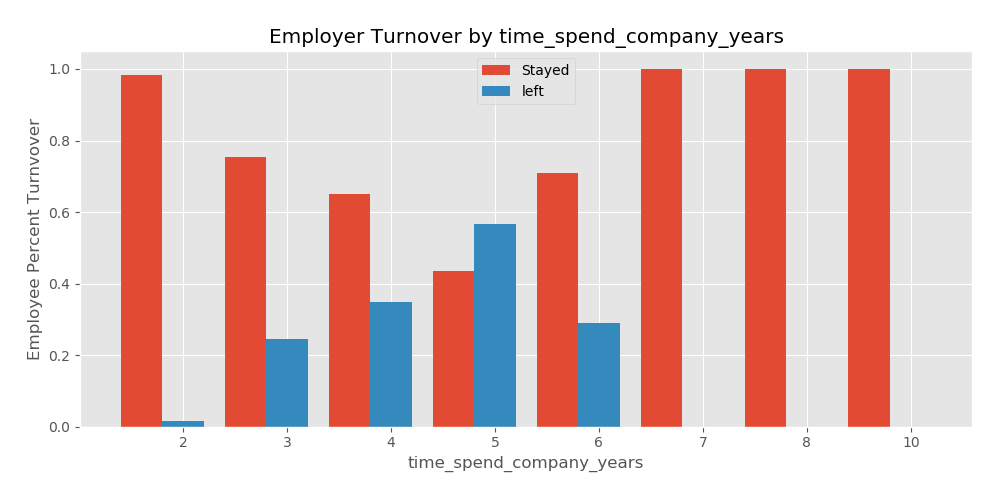 Employer Turnover by time_spend_company_years
Stayed
left
Employee Percent Turnvover
1.0
0.8
0.6
0.4
0.2
0.0
2 3 4 5 6 7 8 10
time_spend_company_years